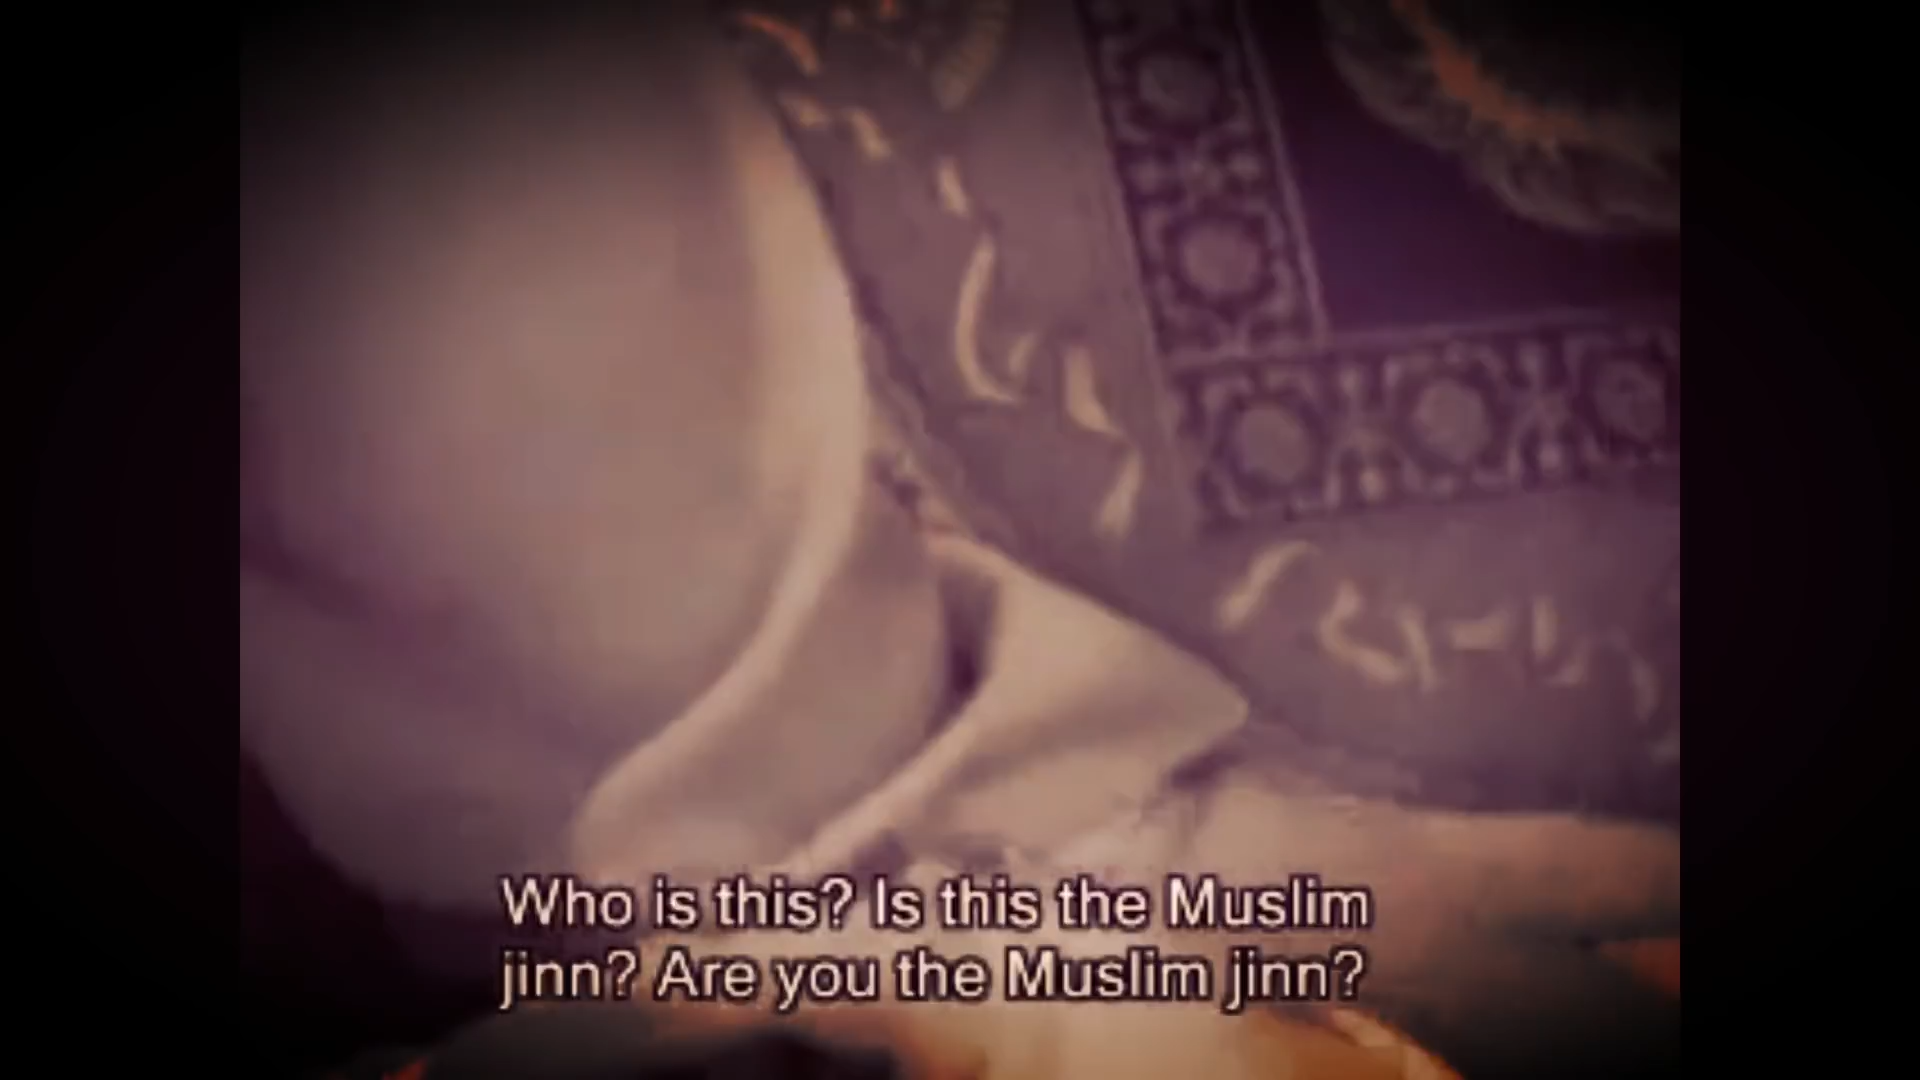 Who is this? Is this the Muslim
jinn? Are you the Muslim jinn?